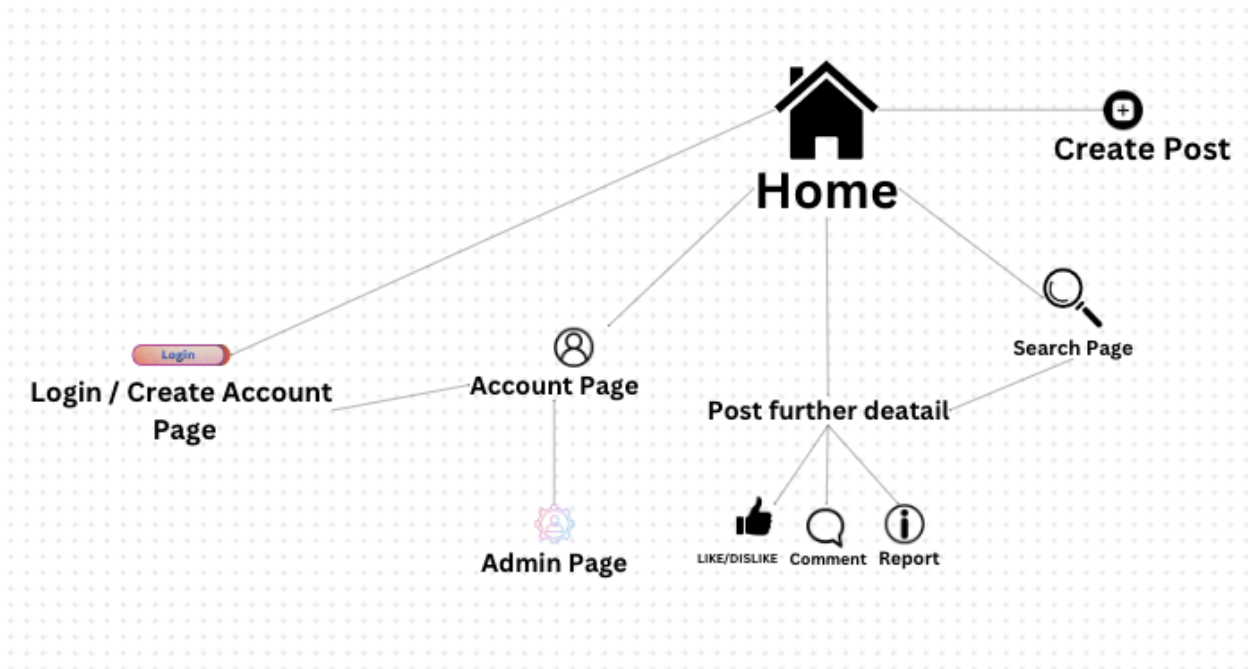 Create Post
Home
Search Page
Login
Login / Create Account
Page
Account Page
Post further deatail
LIKE/DISLIKE
Comment
Report
Admin Page